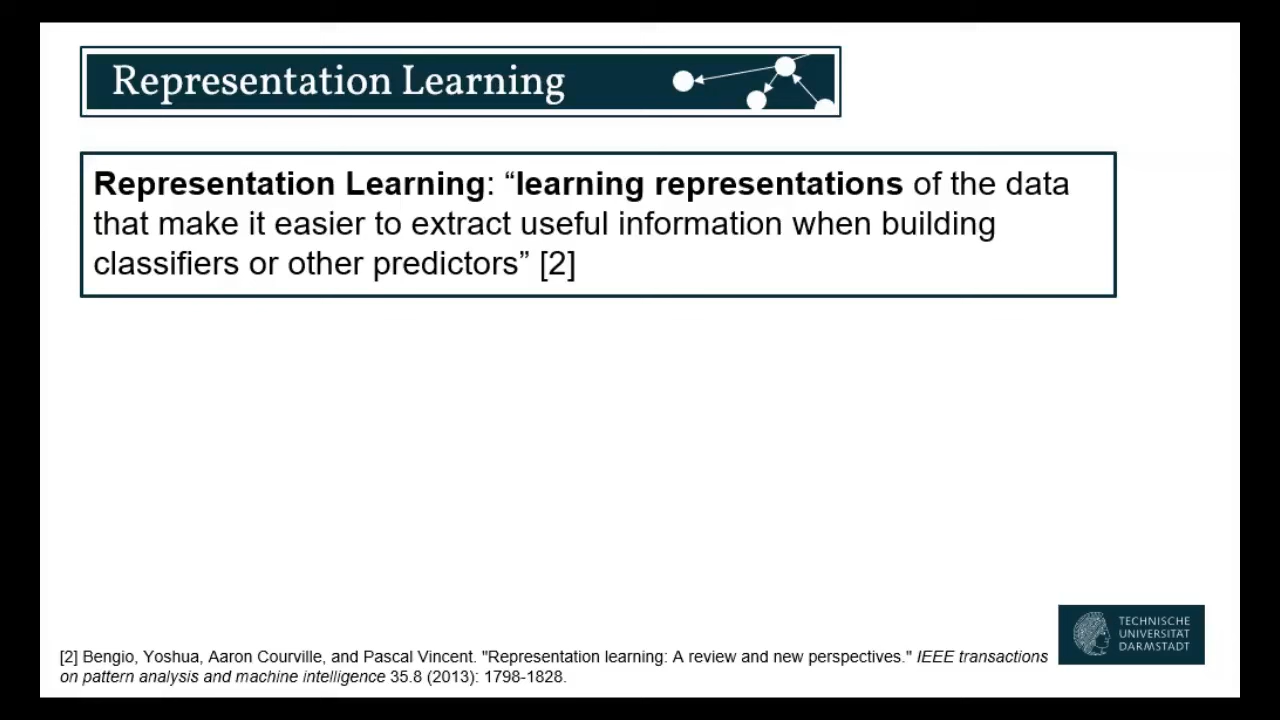 Representation Learning
Representation Learning: “learning representations of the data
that make it easier to extract useful information when building
classifiers or other predictors” [2]
TECHNISCHE
UNIVERSITÄT
DARMSTADT
[2] Bengio, Yoshua, Aaron Courville, and Pascal Vincent. "Representation learning: A review and new perspectives." IEEE transactions
on pattern analysis and machine intelligence 35.8 (2013): 1798-1828.